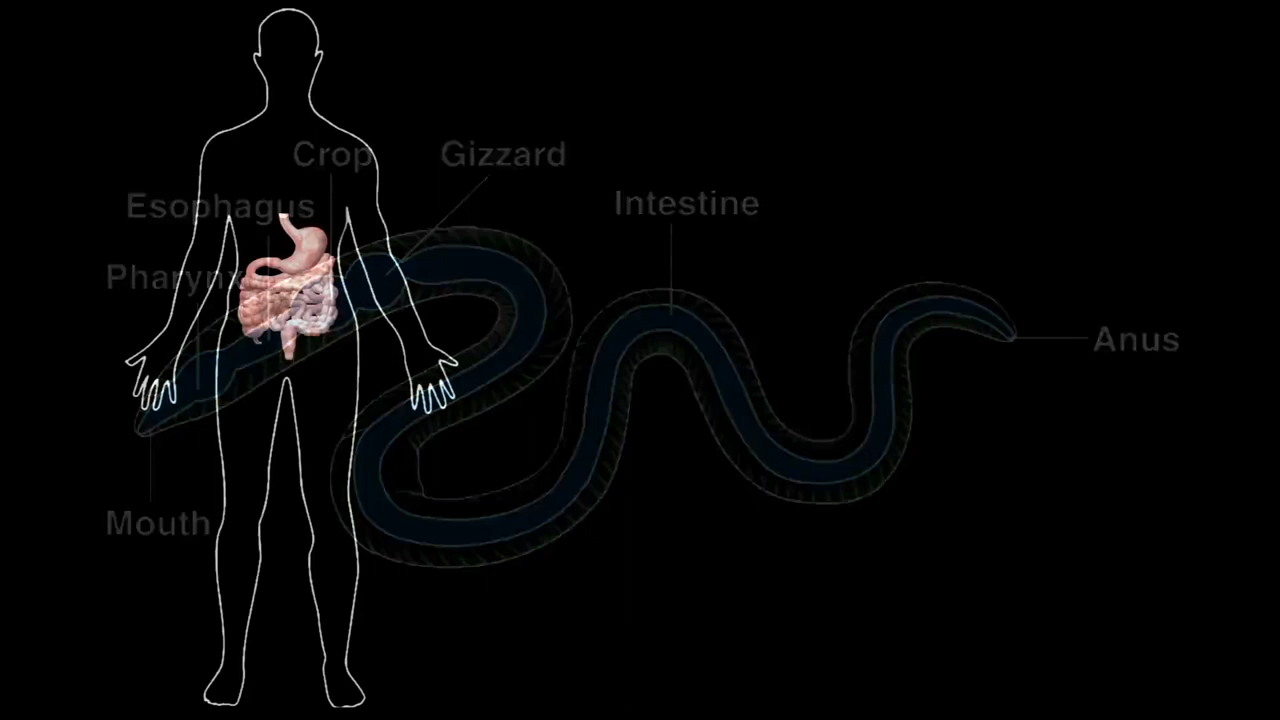 Crop
Gizzard
Esophagus
Intestine
Pharynx
Anus
Mouth